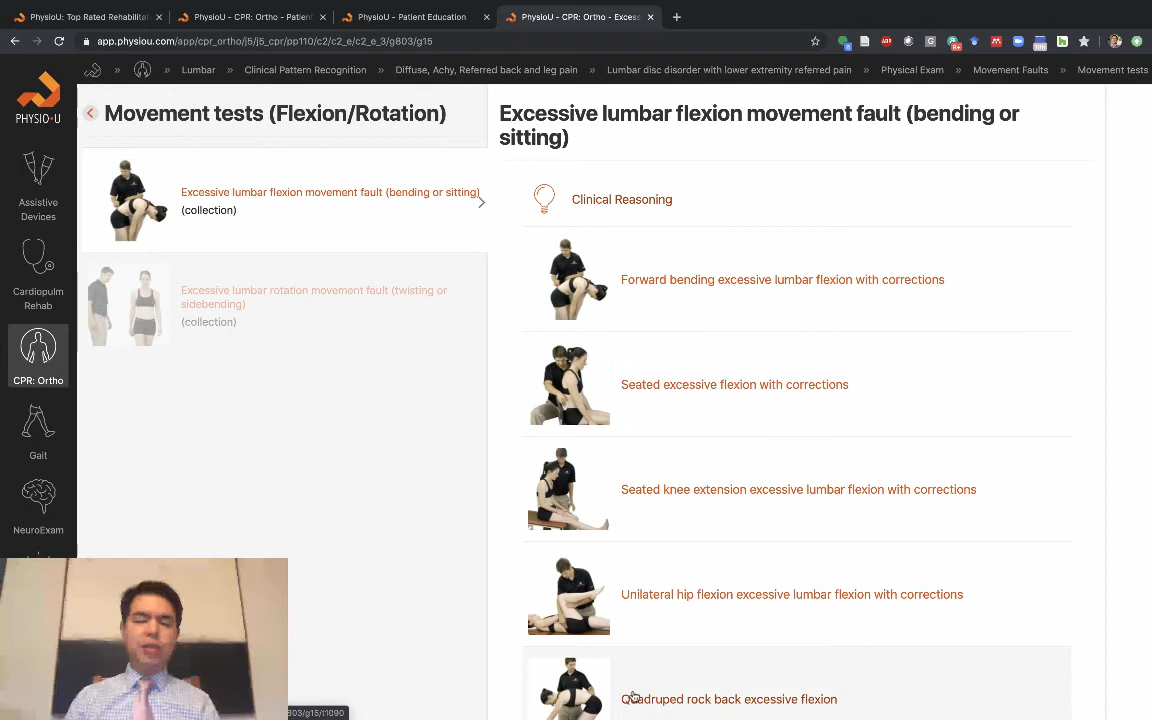 PhysioU: Top Rated Rehabilita
PhysioU - CPR: Ortho - Patient
PhysioU - Patient Education
PhysioU - CPR: Ortho - Excess
app.physiou.com/app/cpr_ortho/j5/j5_cpr/pp110/c2/c2_e/c2_e_3/g803/g15
» » Lumbar » Clinical Pattern Recognition » Diffuse, Achy, Referred back and leg pain » Lumbar disc disorder with lower extremity referred pain » Physical Exam » Movement Faults » Movement tests
PHYSIO U
Assistive
Devices
Cardiopulm
Rehab
CPR: Ortho
Gait
NeuroExam
Movement tests (Flexion/Rotation)
Excessive lumbar flexion movement fault (bending or sitting)
(collection)
Excessive lumbar rotation movement fault (twisting or
sidebending)
(collection)
Excessive lumbar flexion movement fault (bending or
sitting)
Clinical Reasoning
Forward bending excessive lumbar flexion with corrections
Seated excessive flexion with corrections
Seated knee extension excessive lumbar flexion with corrections
Unilateral hip flexion excessive lumbar flexion with corrections
Quadruped rock back excessive flexion
803/g15/t1090